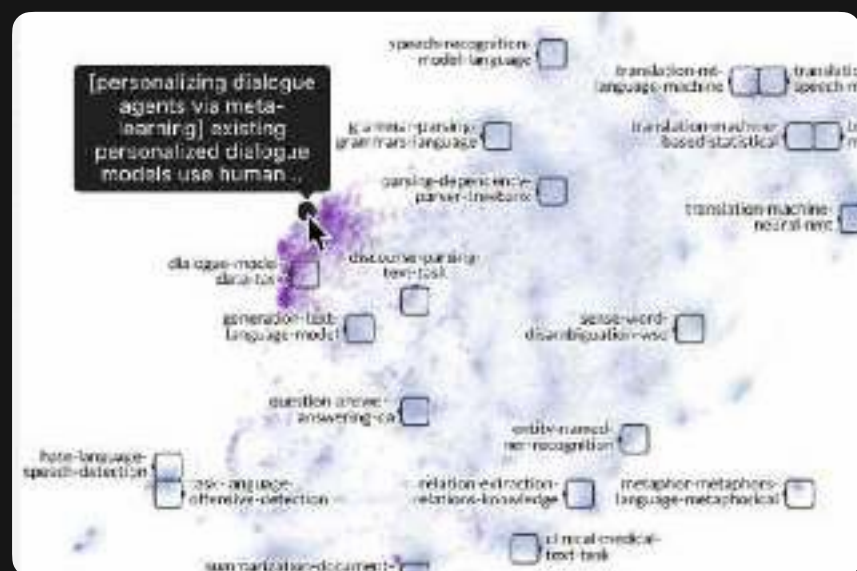 speech-recognition-
model-language
translation-mt-
language-machine
translatio
speech-m
[personalizing dialogue
agents via meta-
learning] existing
personalized dialogue
models use human...
grammar-parsing-
grammars-language
translation-machine-
based-statistical
parsing-dependency-
parser-treebank
translation-machine-
neural-nmt
dialogue-model-
data-task
discourse-parsing-
text-task
generation-text-
language-model
sense-word-
disambiguation-wsd
question-answer-
answering-qa
entity-named-
ner-recognition
hate-language-
speech-detection
task-language-
offensive-detection
relation-extraction-
relations-knowledge
metaphor-metaphors-
language-metaphorical
clinical-medical-
text-task
summarization-document-